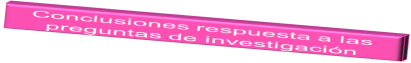 Conclusiones respuesta a las
preguntas de investigación